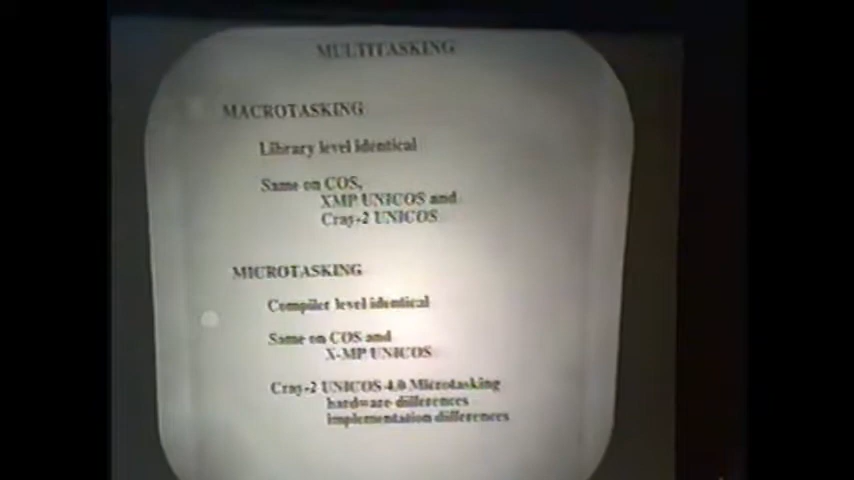 MULTITASKING
MACROTASKING
Library level identical
Same on COS,
XMP UNICOS and
Cray-2 UNICOS
MICROTASKING
Compiler level identical
Same on COS and
X-MP UNICOS
Cray-2 UNICOS 4.0 Microtasking
hardware differences
implementation differences